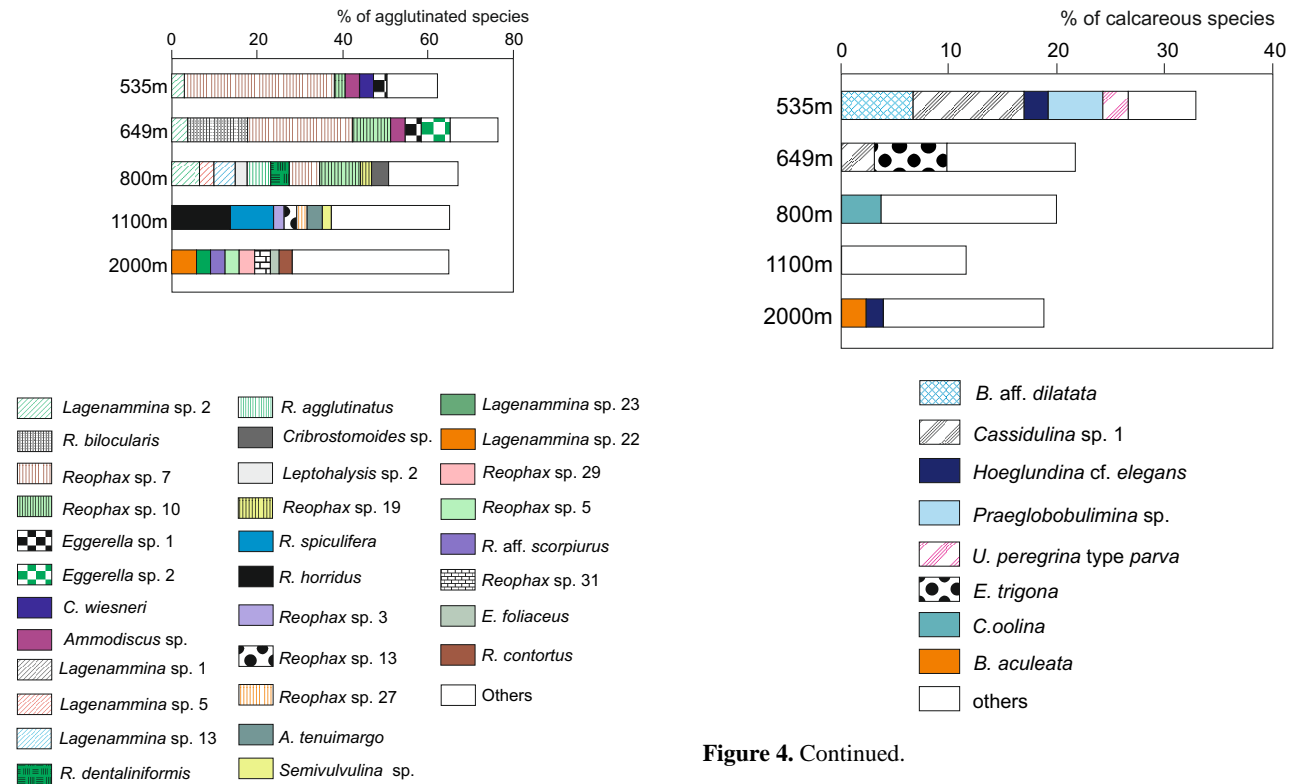 % of agglutinated species
0 20 40 60 80
535m
649m
800m
1100m
2000m
% of calcareous species
0 10 20 30 40
535m
649m
800m
1100m
2000m
Lagenammina sp. 2
R. bilocularis
Reophax sp. 7
Reophax sp. 10
Eggerella sp. 1
Eggerella sp. 2
C. wiesneri
Ammodiscus sp.
Lagenammina sp. 1
Lagenammina sp. 5
Lagenammina sp. 13
R. dentaliniformis
R. agglutinatus
Cribrostomoides sp.
Leptohalysis sp. 2
Reophax sp. 19
R. spiculifera
R. horridus
Reophax sp. 3
Reophax sp. 13
Reophax sp. 27
A. tenuimargo
Semivulvulina sp.
Lagenammina sp. 23
Lagenammina sp. 22
Reophax sp. 29
Reophax sp. 5
R. aff. scorpiurus
Reophax sp. 31
E. foliaceus
R. contortus
Others
B. aff. dilatata
Cassidulina sp. 1
Hoeglundina cf. elegans
Praeglobobulimina sp.
U. peregrina type parva
E. trigona
C.oolina
B. aculeata
others
Figure 4. Continued.